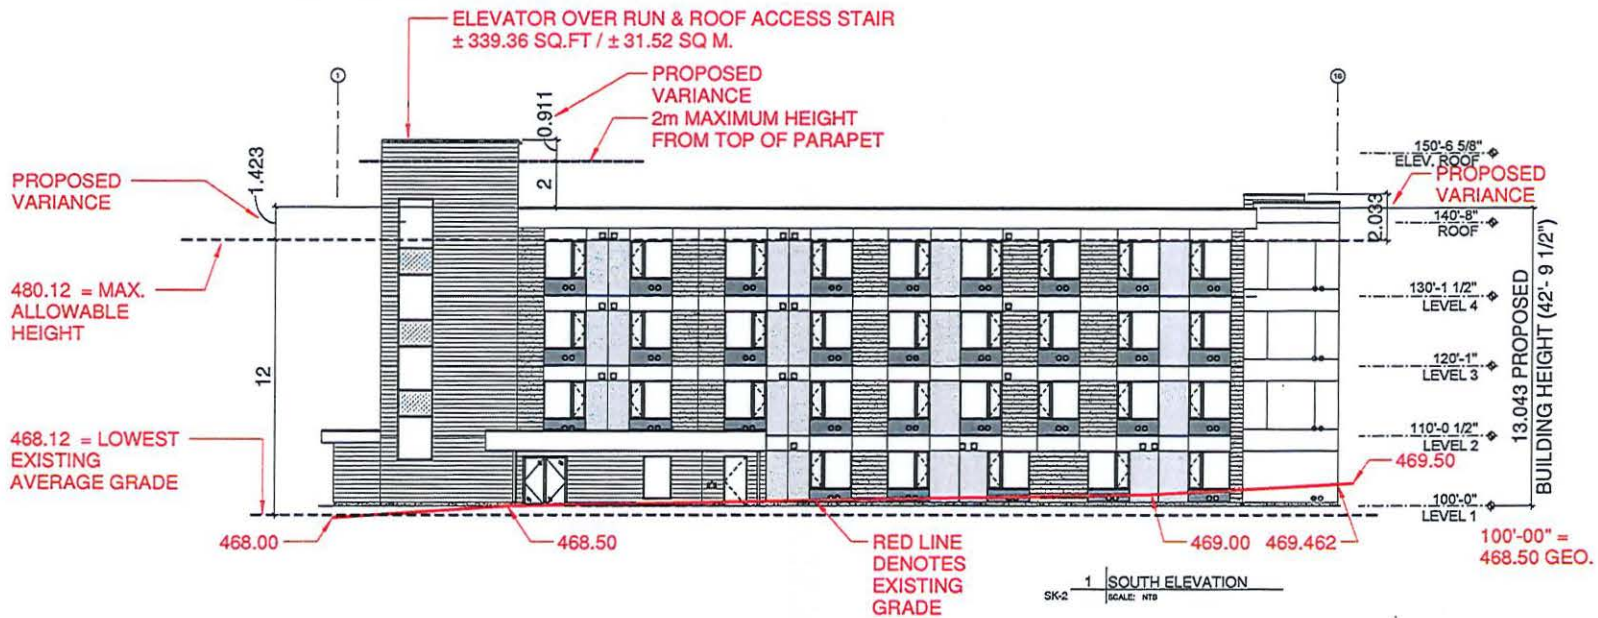 ELEVATOR OVER RUN & ROOF ACCESS STAIR
± 339.36 SQ.FT / ± 31.52 SQ M.
1
PROPOSED
VARIANCE
0.911
2m MAXIMUM HEIGHT
FROM TOP OF PARAPET
2
16
1.423
PROPOSED
VARIANCE
150'-6 5/8"
ELEV. ROOF
PROPOSED
VARIANCE
2.033
140'-8"
ROOF
480.12 = MAX.
ALLOWABLE
HEIGHT
130'-1 1/2"
LEVEL 4
12
120'-1"
LEVEL 3
13.043 PROPOSED
BUILDING HEIGHT (42'- 9 1/2")
468.12 = LOWEST
EXISTING
AVERAGE GRADE
110'-0 1/2"
LEVEL 2
469.50
100'-0"
LEVEL 1
468.00
468.50
RED LINE
DENOTES
EXISTING
GRADE
469.00
469.462
100'-00" =
468.50 GEO.
SK-2
1
SOUTH ELEVATION
SCALE: NTS